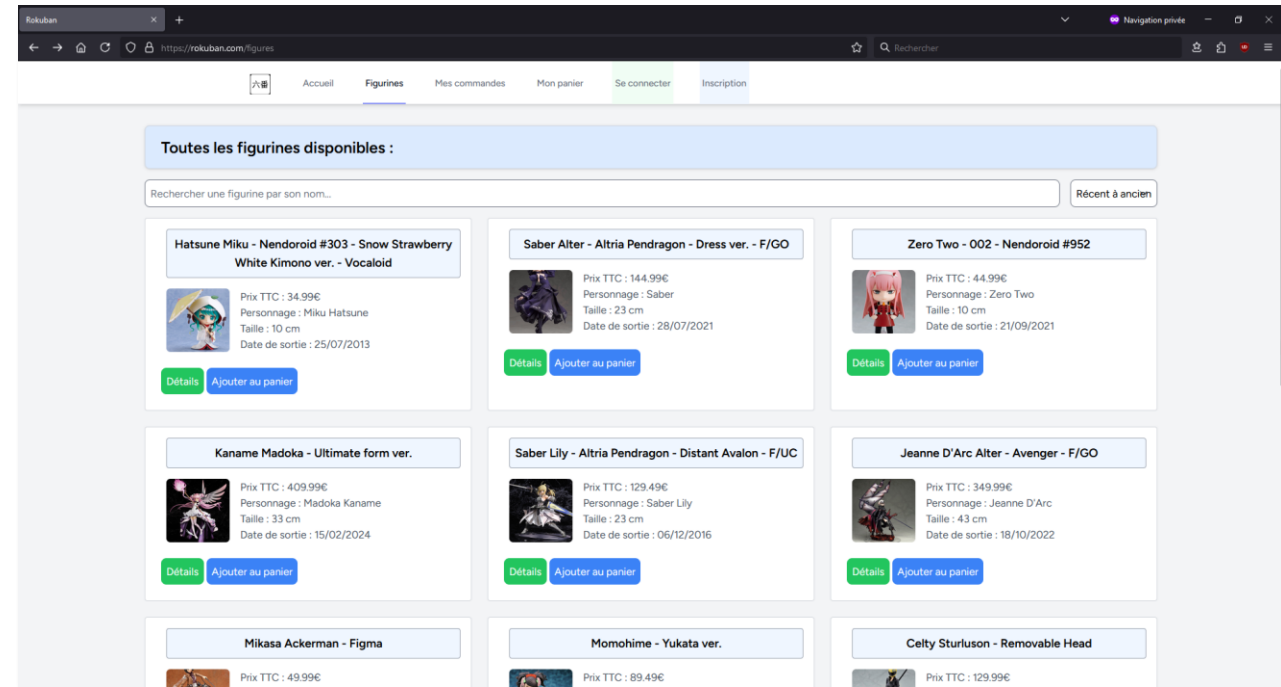 Rokuban
Navigation privée
https://rokuban.com/figures
Rechercher
六番
Accueil
Figurines
Mes commandes
Mon panier
Se connecter
Inscription
Toutes les figurines disponibles :
Rechercher une figurine par son nom...
Récent à ancien
Hatsune Miku - Nendoroid #303 - Snow Strawberry
White Kimono ver. - Vocaloid
Prix TTC : 34.99€
Personnage : Miku Hatsune
Taille : 10 cm
Date de sortie : 25/07/2013
Détails
Ajouter au panier
Saber Alter - Altria Pendragon - Dress ver. - F/GO
Prix TTC : 144.99€
Personnage : Saber
Taille : 23 cm
Date de sortie : 28/07/2021
Détails
Ajouter au panier
Zero Two - 002 - Nendoroid #952
Prix TTC : 44.99€
Personnage : Zero Two
Taille : 10 cm
Date de sortie : 21/09/2021
Détails
Ajouter au panier
Kaname Madoka - Ultimate form ver.
Prix TTC : 409.99€
Personnage : Madoka Kaname
Taille : 33 cm
Date de sortie : 15/02/2024
Détails
Ajouter au panier
Saber Lily - Altria Pendragon - Distant Avalon - F/UC
Prix TTC : 129.49€
Personnage : Saber Lily
Taille : 23 cm
Date de sortie : 06/12/2016
Détails
Ajouter au panier
Jeanne D'Arc Alter - Avenger - F/GO
Prix TTC : 349.99€
Personnage : Jeanne D'Arc
Taille : 43 cm
Date de sortie : 18/10/2022
Détails
Ajouter au panier
Mikasa Ackerman - Figma
Prix TTC : 49.99€
Momohime - Yukata ver.
Prix TTC : 89.49€
Celty Sturluson - Removable Head
Prix TTC : 129.99€